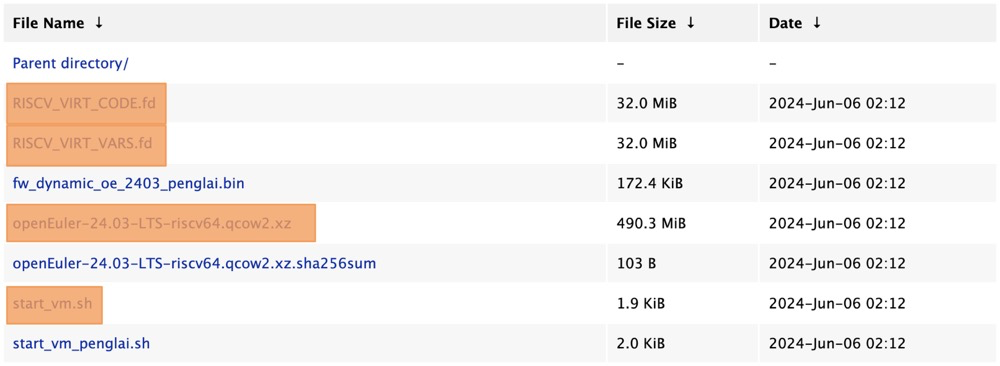 File Name ↓ File Size ↓ Date ↓
Parent directory/ - -
RISCV_VIRT_CODE.fd 32.0 MiB 2024-Jun-06 02:12
RISCV_VIRT_VARS.fd 32.0 MiB 2024-Jun-06 02:12
fw_dynamic_oe_2403_penglai.bin 172.4 KiB 2024-Jun-06 02:12
openEuler-24.03-LTS-riscv64.qcow2.xz 490.3 MiB 2024-Jun-06 02:12
openEuler-24.03-LTS-riscv64.qcow2.xz.sha256sum 103 B 2024-Jun-06 02:12
start_vm.sh 1.9 KiB 2024-Jun-06 02:12
start_vm_penglai.sh 2.0 KiB 2024-Jun-06 02:12